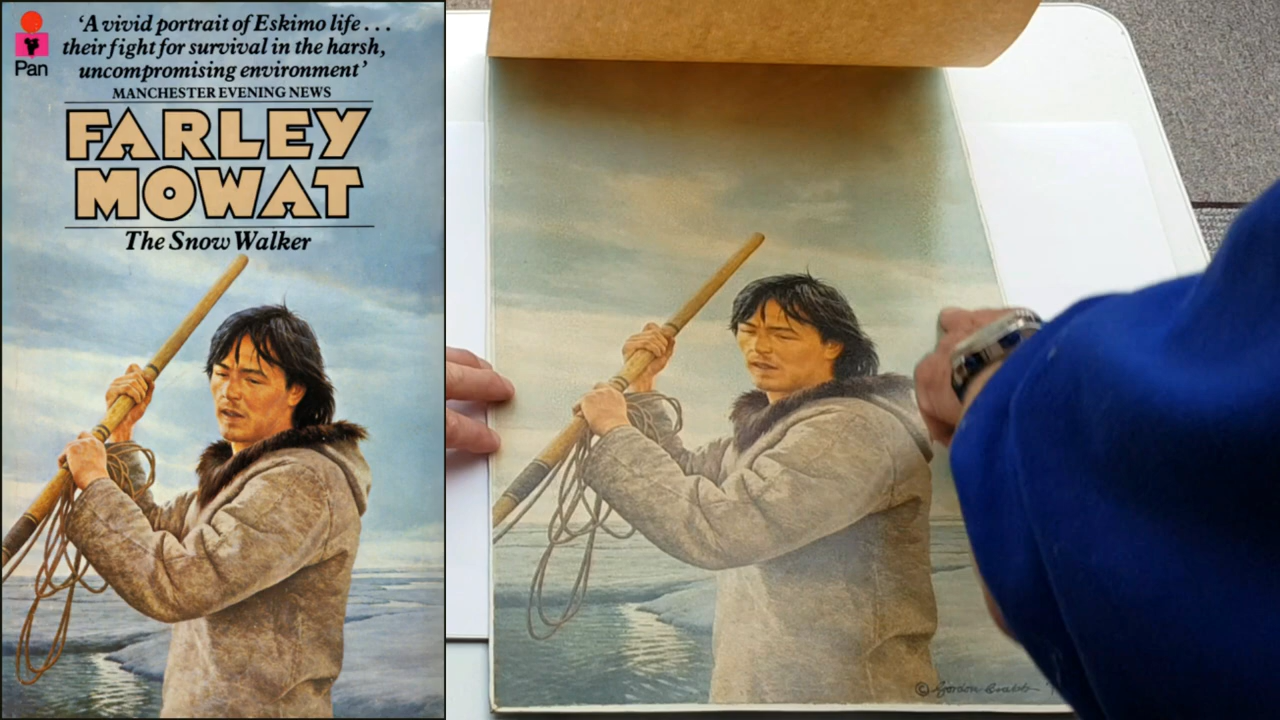 'A vivid portrait of Eskimo life . . .
their fight for survival in the harsh,
uncompromising environment'
Pan
MANCHESTER EVENING NEWS
FARLEY
MOWAT
The Snow Walker
© Gordon